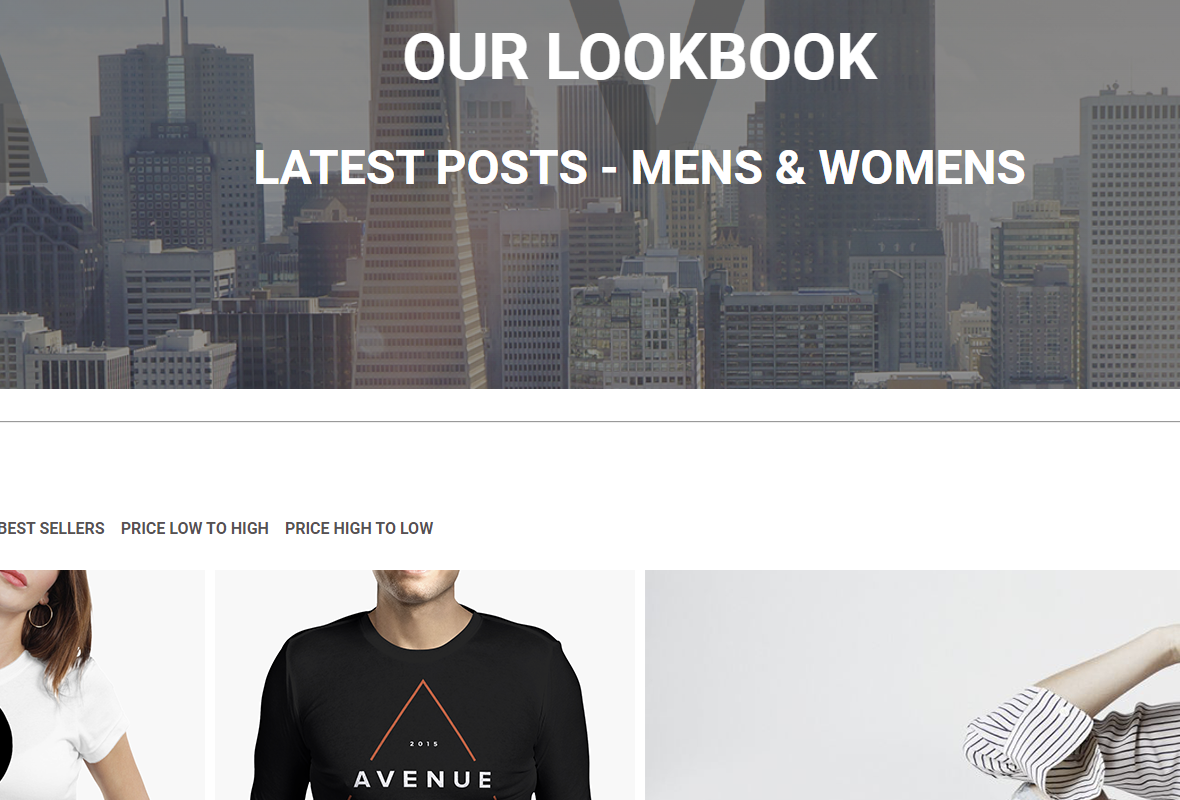 OUR LOOKBOOK
LATEST POSTS - MENS & WOMENS
BEST SELLERS PRICE LOW TO HIGH PRICE HIGH TO LOW
2015
AVENUE